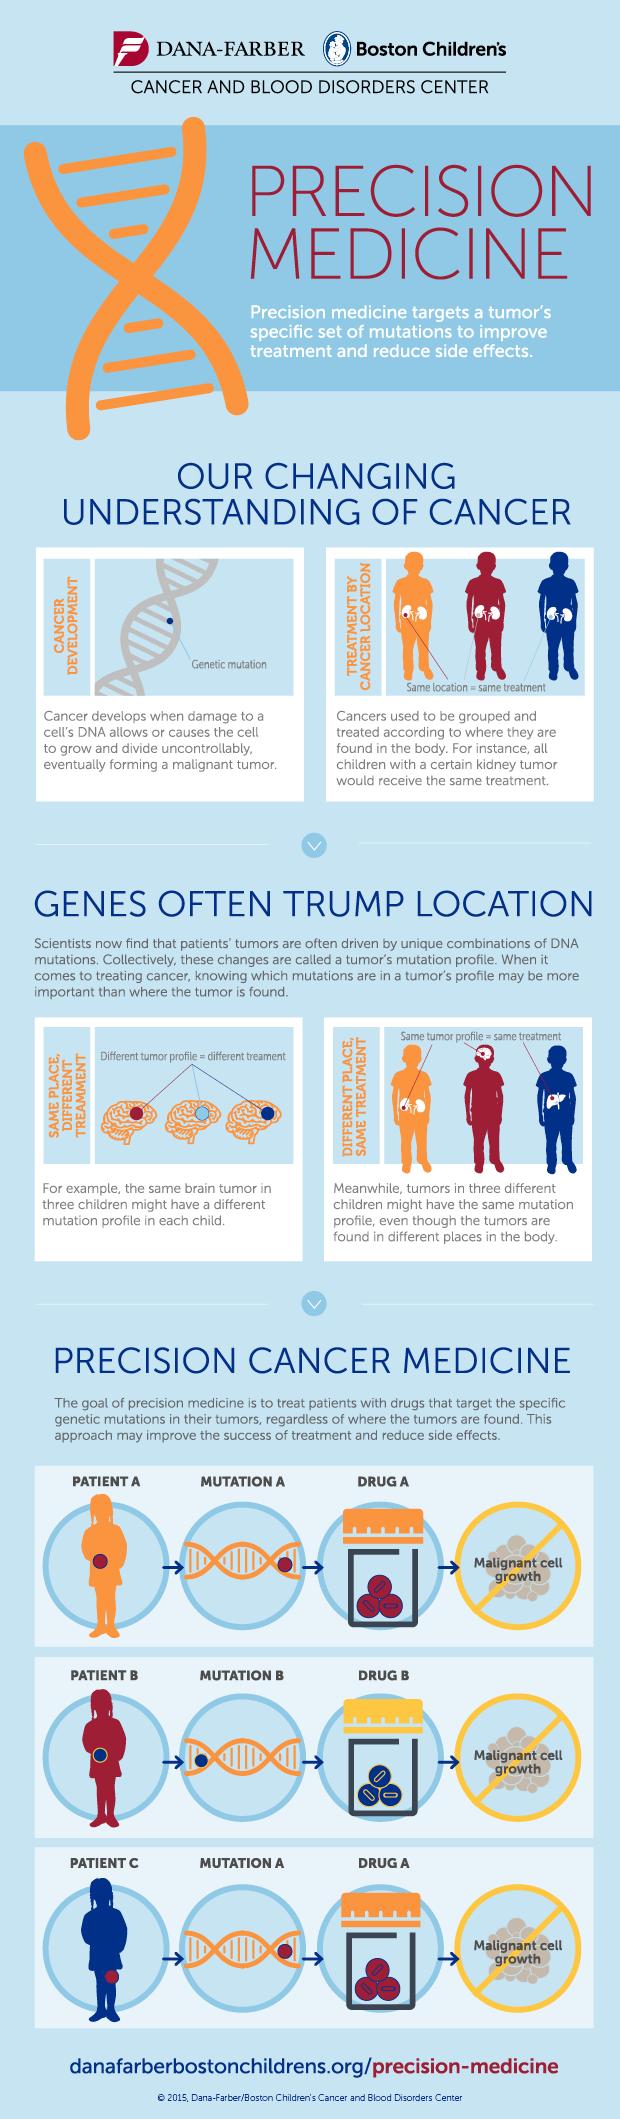 DANA-FARBER Boston Children's
CANCER AND BLOOD DISORDERS CENTER
PRECISION
MEDICINE
Precision medicine targets a tumor's
specific set of mutations to improve
treatment and reduce side effects.
OUR CHANGING
UNDERSTANDING OF CANCER
CANCER
DEVELOPMENT
Genetic mutation
Cancer develops when damage to a
cell's DNA allows or causes the cell
to grow and divide uncontrollably,
eventually forming a malignant tumor.
TREATMENT BY
CANCER LOCATION
Same location = same treatment
Cancers used to be grouped and
treated according to where they are
found in the body. For instance, all
children with a certain kidney tumor
would receive the same treatment.
GENES OFTEN TRUMP LOCATION
Scientists now find that patients' tumors are often driven by unique combinations of DNA
mutations. Collectively, these changes are called a tumor's mutation profile. When it
comes to treating cancer, knowing which mutations are in a tumor's profile may be more
important than where the tumor is found.
SAME PLACE,
DIFFERENT
TREAMMENT
Different tumor profile = different treament
For example, the same brain tumor in
three children might have a different
mutation profile in each child.
DIFFERENT PLACE,
SAME TREATMENT
Same tumor profile = same treatment
Meanwhile, tumors in three different
children might have the same mutation
profile, even though the tumors are
found in different places in the body.
PRECISION CANCER MEDICINE
The goal of precision medicine is to treat patients with drugs that target the specific
genetic mutations in their tumors, regardless of where the tumors are found. This
approach may improve the success of treatment and reduce side effects.
PATIENT A MUTATION A DRUG A
Malignant cell
growth
PATIENT B MUTATION B DRUG B
Malignant cell
growth
PATIENT C MUTATION A DRUG A
Malignant cell
growth
danafarberbostonchildrens.org/precision-medicine
© 2015, Dana-Farber/Boston Children's Cancer and Blood Disorders Center